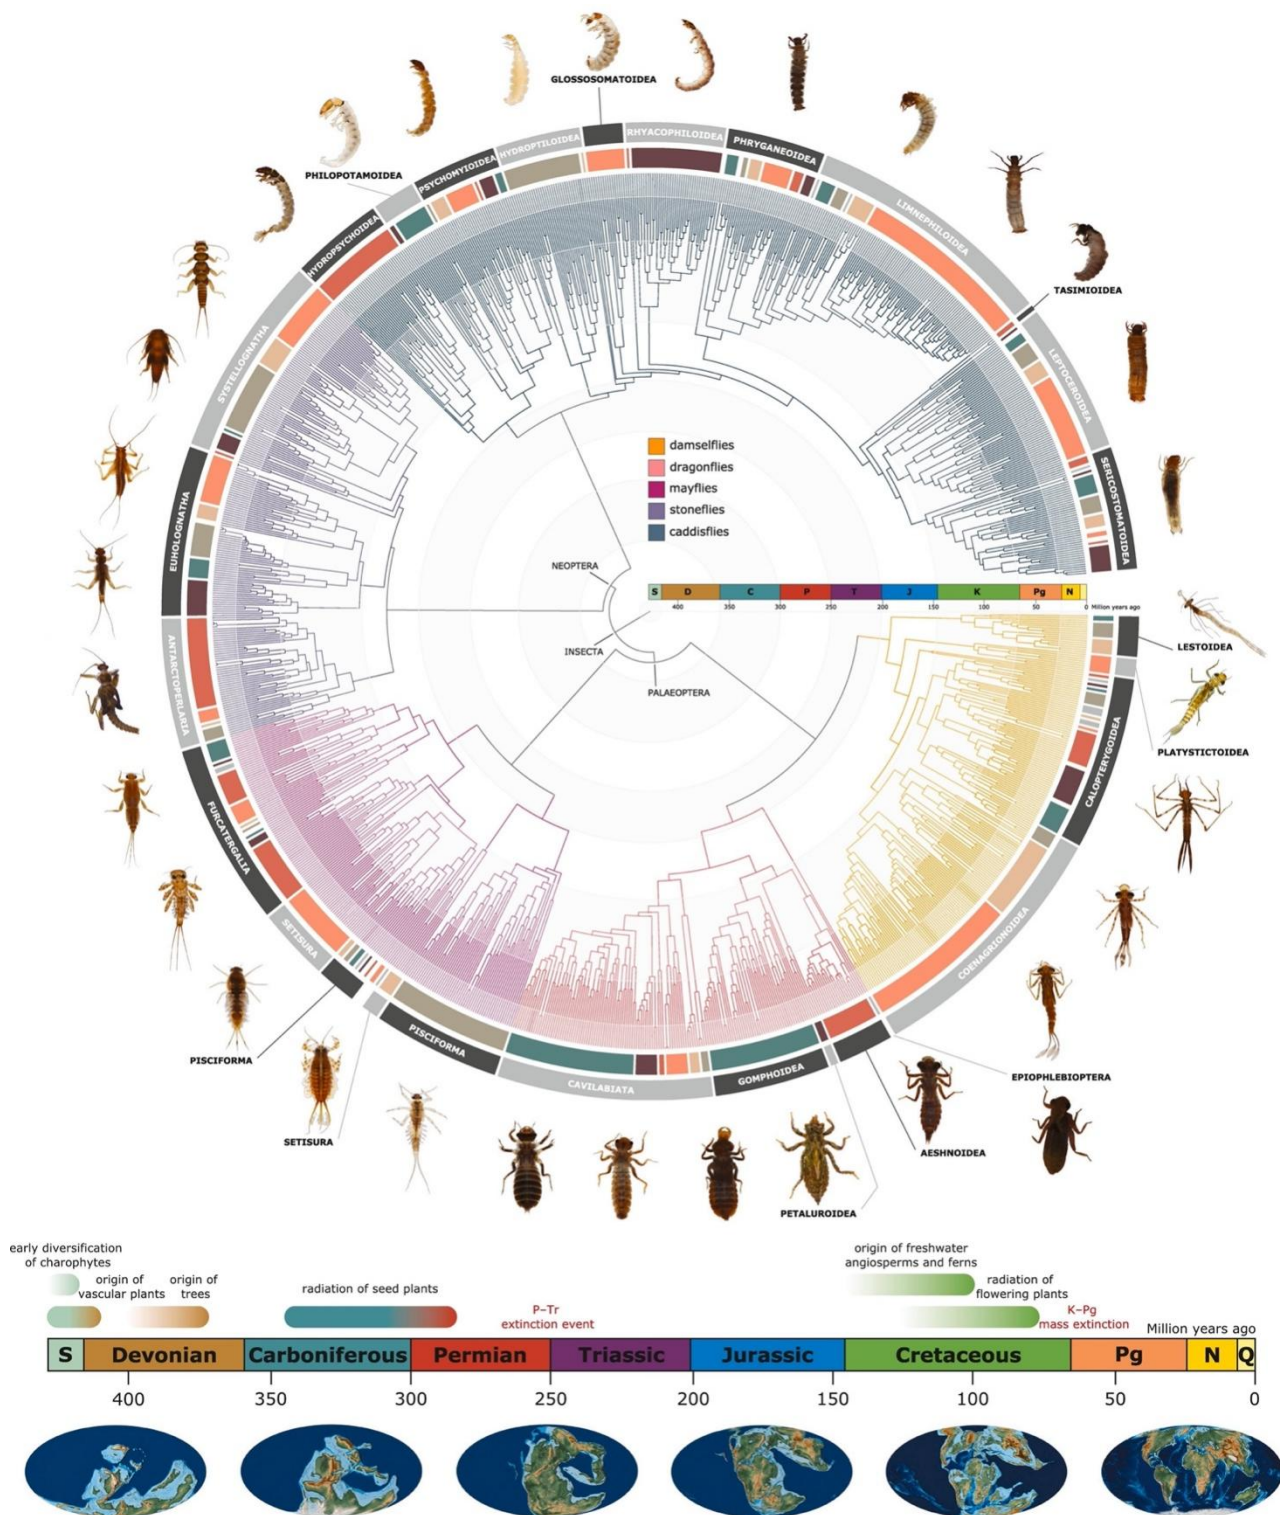 GLOSSOSOMATOIDEA
RHYACOPHILOIDEA
HYDROPTILOIDEA
PHRYGANEOIDEA
PSYCHOMYIOIDEA
PHILOPOTAMOIDEA
LIMNEPHILOIDEA
HYDROPSYCHOIDEA
TASIMIOIDEA
SYSTELLOGNATHA
LEPTOCEROIDEA
damselflies
dragonflies
mayflies
stoneflies
caddisflies
SERICOSTOMATOIDEA
EUHOLOGNATHA
NEOPTERA
S D C P T J K Pg N
400 350 300 250 200 150 100 50 0 Million years ago
INSECTA
LESTOIDEA
ANTARCTOPERLARIA
PALAEOPTERA
PLATYSTICTOIDEA
CALOPTERYGOIDEA
FURCATERGALIA
COENAGRIONOIDEA
SETISURA
PISCIFORMA
PISCIFORMA
CAVILABIATA
GOMPHOIDEA
EPIOPHLEBIOPTERA
SETISURA
AESHNOIDEA
PETALUROIDEA
early diversification
of charophytes
origin of
vascular plants
origin of
trees
radiation of seed plants
P–Tr
extinction event
origin of freshwater
angiosperms and ferns
radiation of
flowering plants
K–Pg
mass extinction
Million years ago
S Devonian Carboniferous Permian Triassic Jurassic Cretaceous Pg N Q
400 350 300 250 200 150 100 50 0